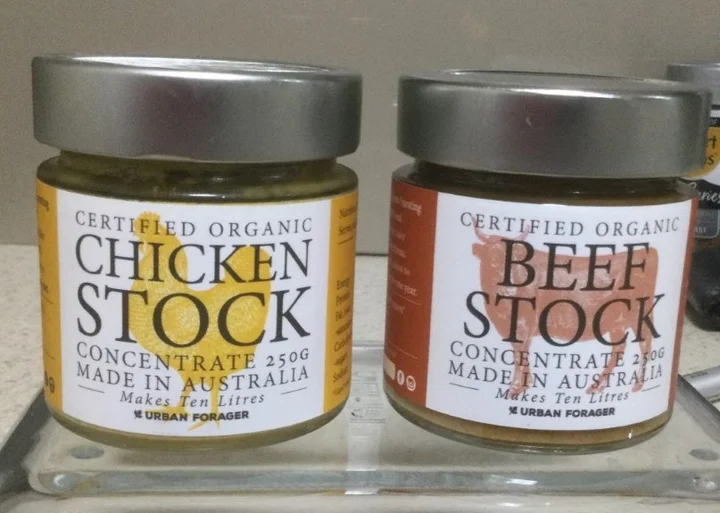 CERTIFIED ORGANIC
CHICKEN
STOCK
CONCENTRATE 250G
MADE IN AUSTRALIA
Makes Ten Litres
URBAN FORAGER
CERTIFIED ORGANIC
BEEF
STOCK
CONCENTRATE 250G
MADE IN AUSTRALIA
Makes Ten Litres
URBAN FORAGER